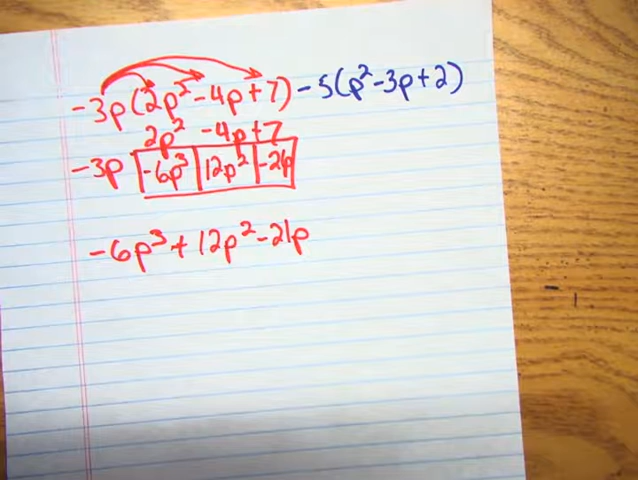 -3p(2p² -4p+7) -5(p² -3p+2)
2p² -4p+7
-3p -6p³ 12p² -21p
-6p³ + 12p² -21p